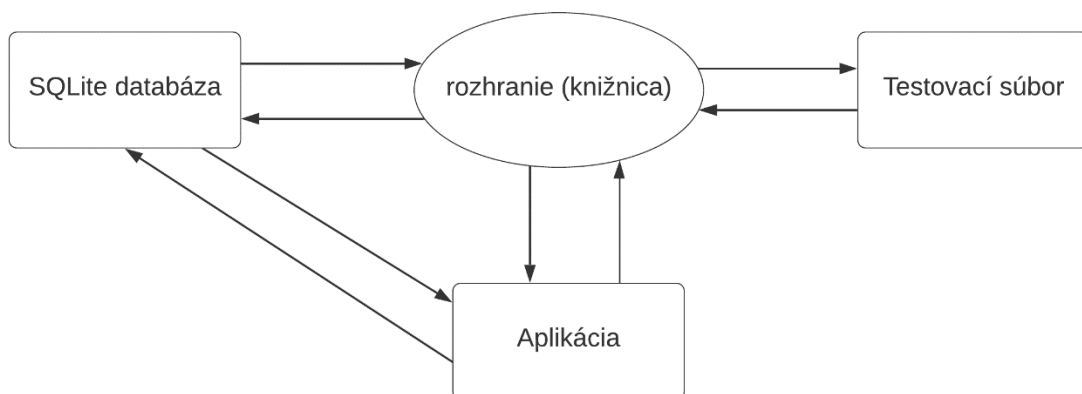 SQLite databáza
rozhranie (knižnica)
Testovací súbor
Aplikácia